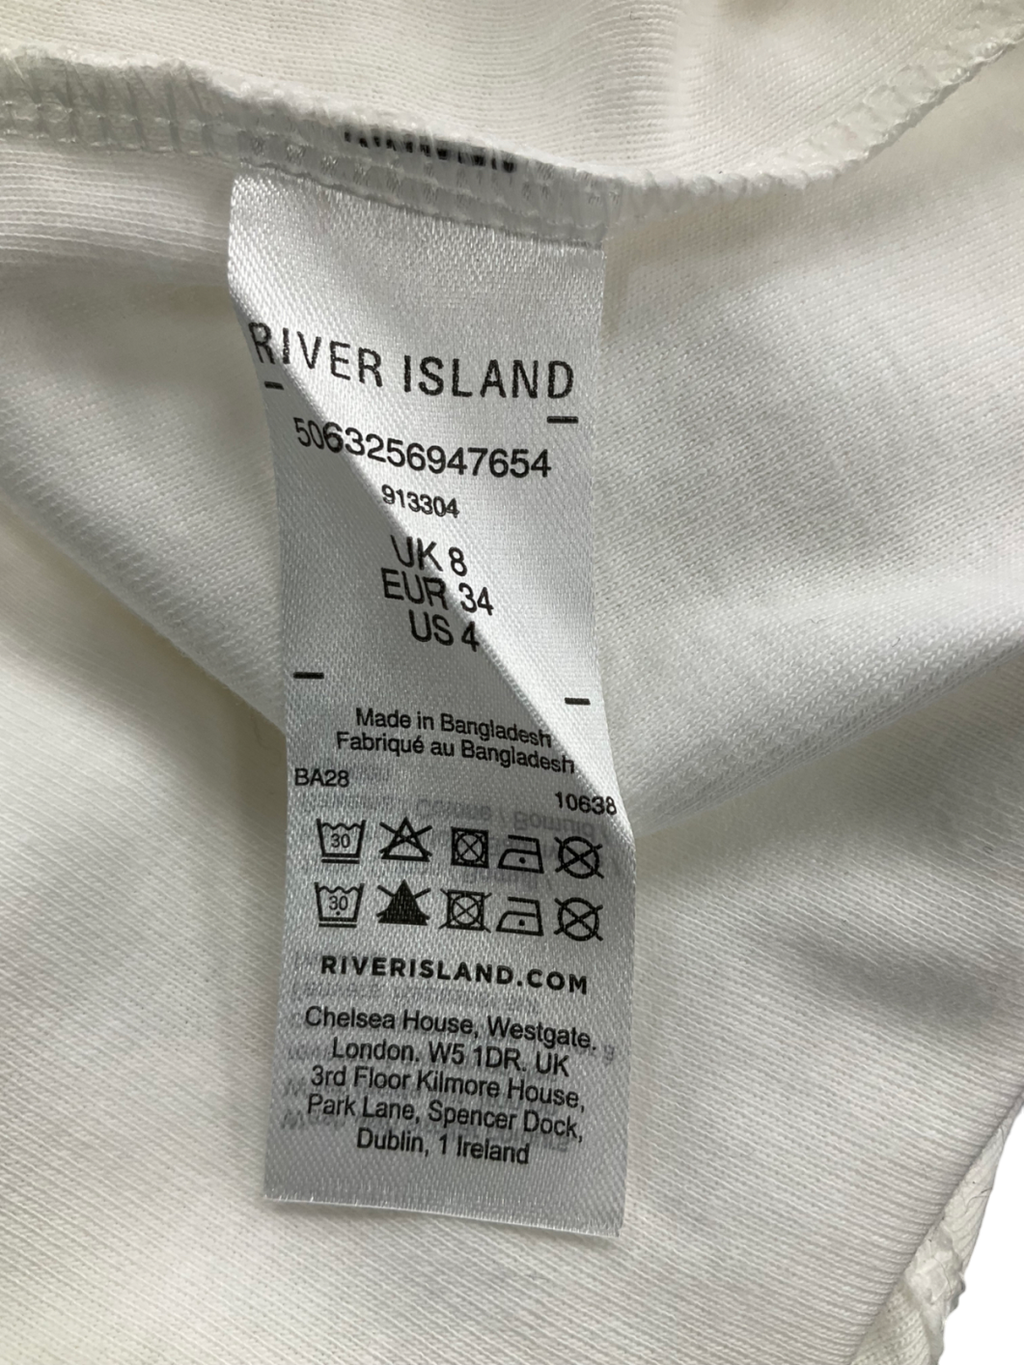 RIVER ISLAND
5063256947654
913304
UK 8
EUR 34
US 4
Made in Bangladesh
Fabriqué au Bangladesh
BA28
10638
30
30
RIVERISLAND.COM
Chelsea House, Westgate.
London. W5 1DR. UK
3rd Floor Kilmore House,
Park Lane, Spencer Dock,
Dublin, 1 Ireland